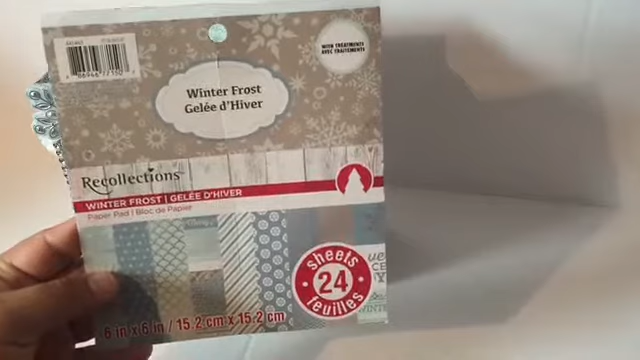 WITH TREATMENTS
AVEC TRAITEMENTS
Winter Frost
Gelée d'Hiver
Recollections
WINTER FROST | GELÉE D'HIVER
Paper Pad | Bloc de Papier
sheets
24
feuilles
6 in x 6 in / 15.2 cm x 15.2 cm